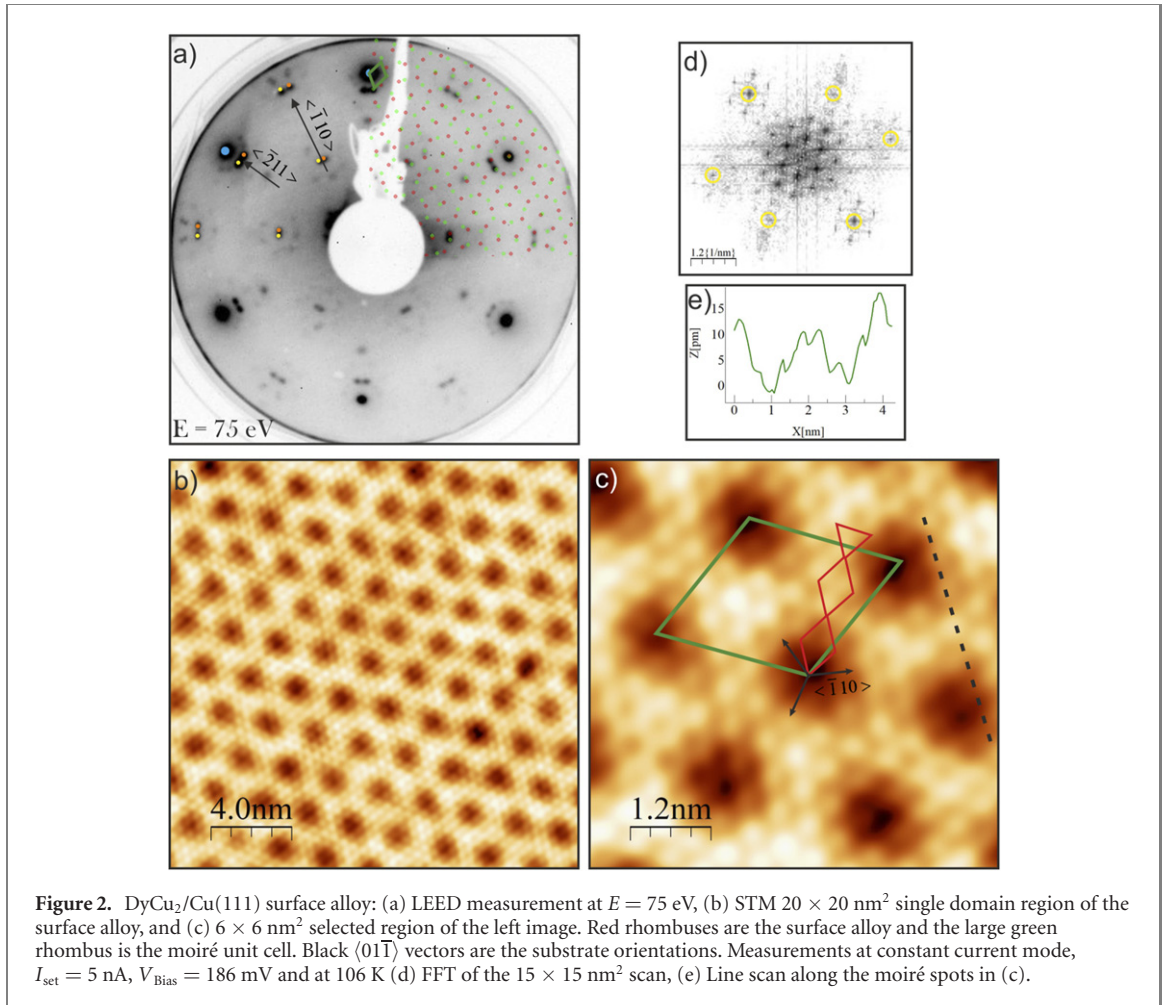 a)
<1̄10>
<2̄11>
E = 75 eV
d)
1.2{1/nm}
e)
Z[pm]
15
10
5
0
0 1 2 3 4
X[nm]
b)
4.0nm
c)
<1̄10>
1.2nm
Figure 2. DyCu₂/Cu(111) surface alloy: (a) LEED measurement at E = 75 eV, (b) STM 20 × 20 nm² single domain region of the
surface alloy, and (c) 6 × 6 nm² selected region of the left image. Red rhombuses are the surface alloy and the large green
rhombus is the moiré unit cell. Black ⟨011̄⟩ vectors are the substrate orientations. Measurements at constant current mode,
I_set = 5 nA, V_Bias = 186 mV and at 106 K (d) FFT of the 15 × 15 nm² scan, (e) Line scan along the moiré spots in (c).